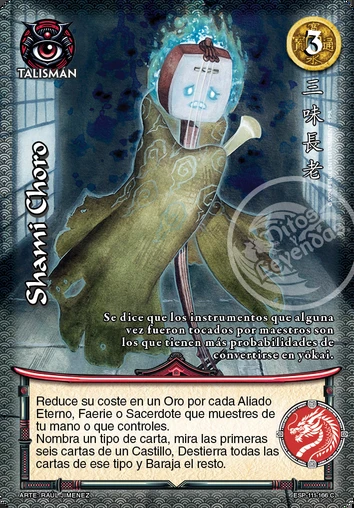 TALISMAN
3
三味長老
Shami Choro
Mitos y
Leyendas
Se dice que los instrumentos que alguna
vez fueron tocados por maestros son
los que tienen más probabilidades de
convertirse en yōkai.
Reduce su coste en un Oro por cada Aliado
Eterno, Faerie o Sacerdote que muestres de
tu mano o que controles.
Nombra un tipo de carta, mira las primeras
seis cartas de un Castillo, Destierra todas las
cartas de ese tipo y Baraja el resto.
ARTE: RAUL JIMENEZ
ESP 111-166 C